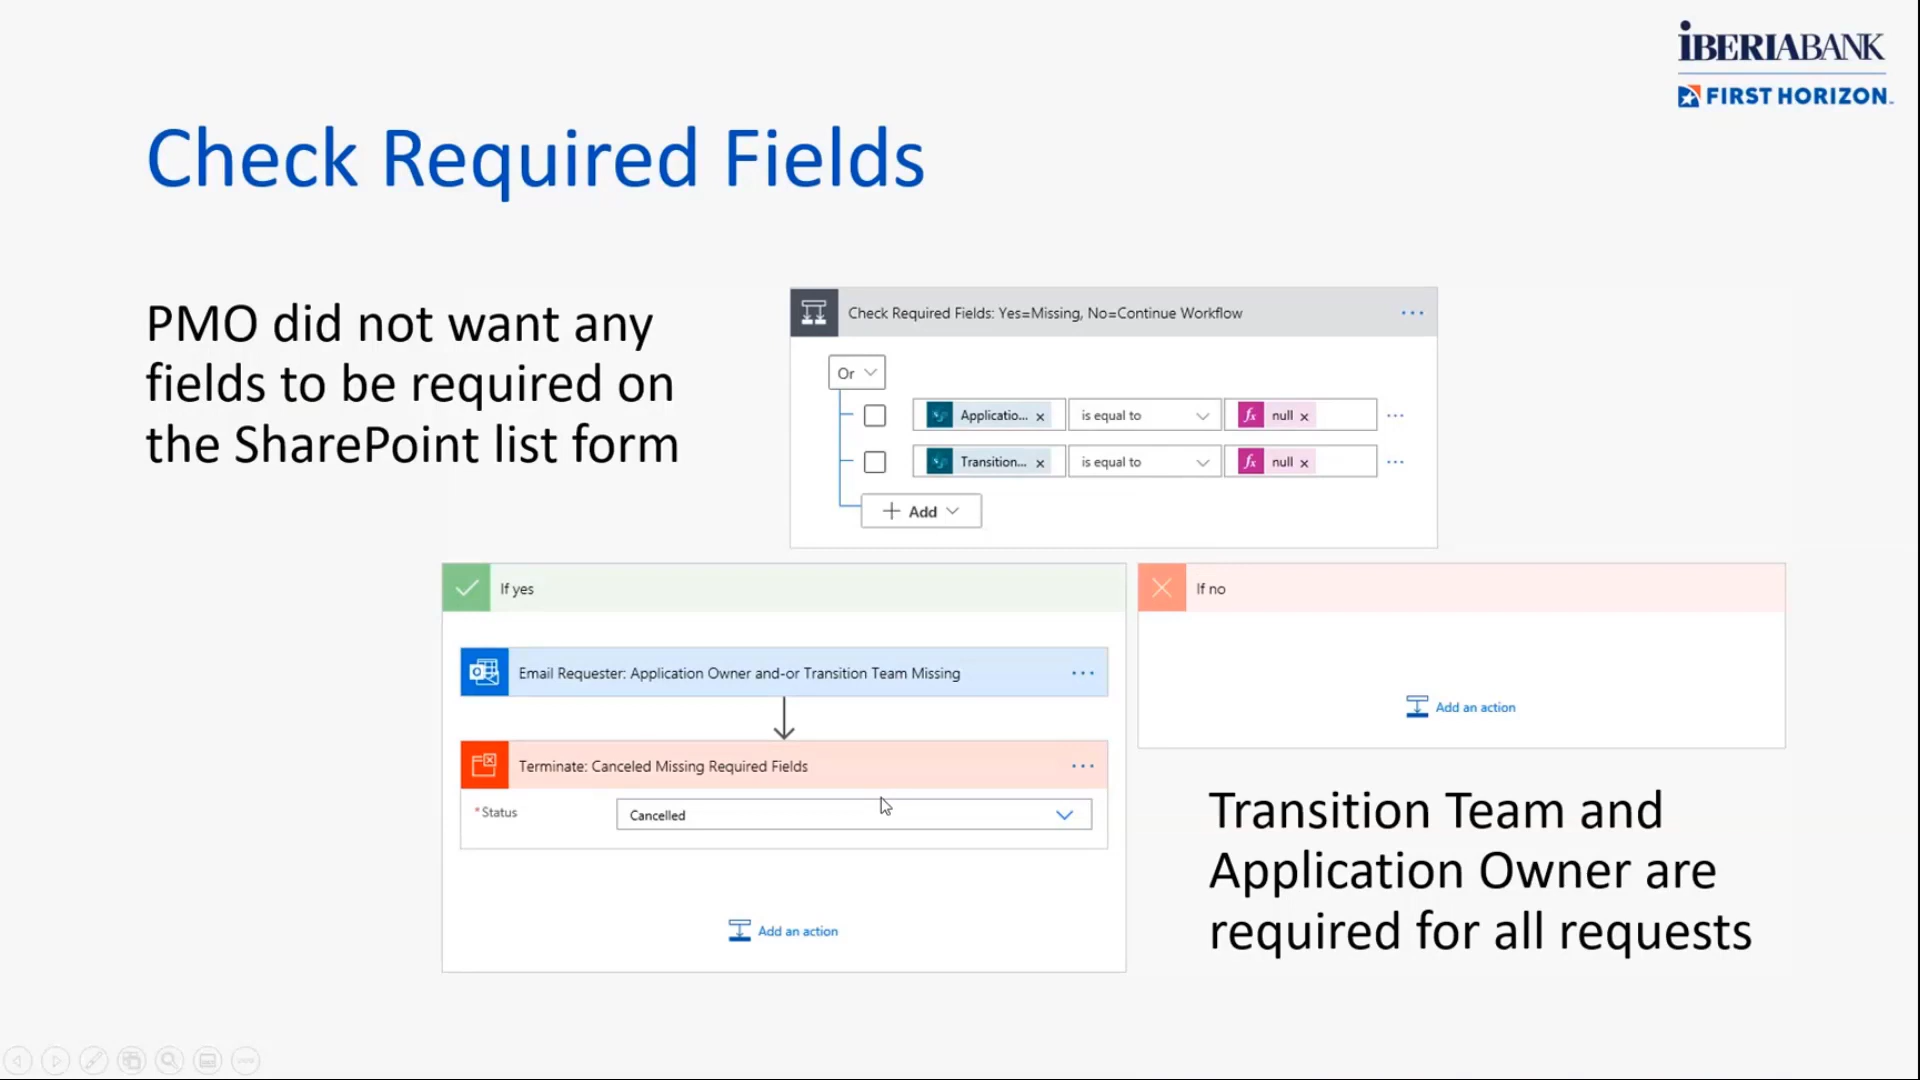 iBERIABANK
FIRST HORIZON
Check Required Fields
PMO did not want any
fields to be required on
the SharePoint list form
Check Required Fields: Yes=Missing, No=Continue Workflow
Or
Applicatio... x is equal to fx null x
Transition... x is equal to fx null x
+ Add
If yes
Email Requester: Application Owner and-or Transition Team Missing
Terminate: Canceled Missing Required Fields
*Status Cancelled
Add an action
If no
Add an action
Transition Team and
Application Owner are
required for all requests